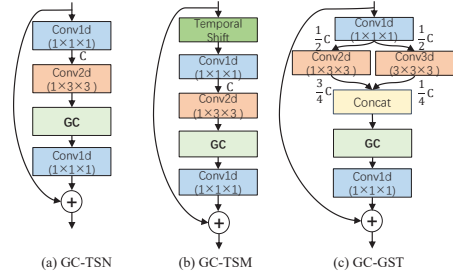 Conv1d
(1×1×1)
C
Conv2d
(1×3×3)
GC
Conv1d
(1×1×1)
+
(a) GC-TSN
Temporal
Shift
Conv1d
(1×1×1)
C
Conv2d
(1×3×3)
GC
Conv1d
(1×1×1)
+
(b) GC-TSM
Conv1d
(1×1×1)
1/2 C
1/2 C
Conv2d
(1×3×3)
Conv3d
(3×3×3)
3/4 C
1/4 C
Concat
GC
Conv1d
(1×1×1)
+
(c) GC-GST